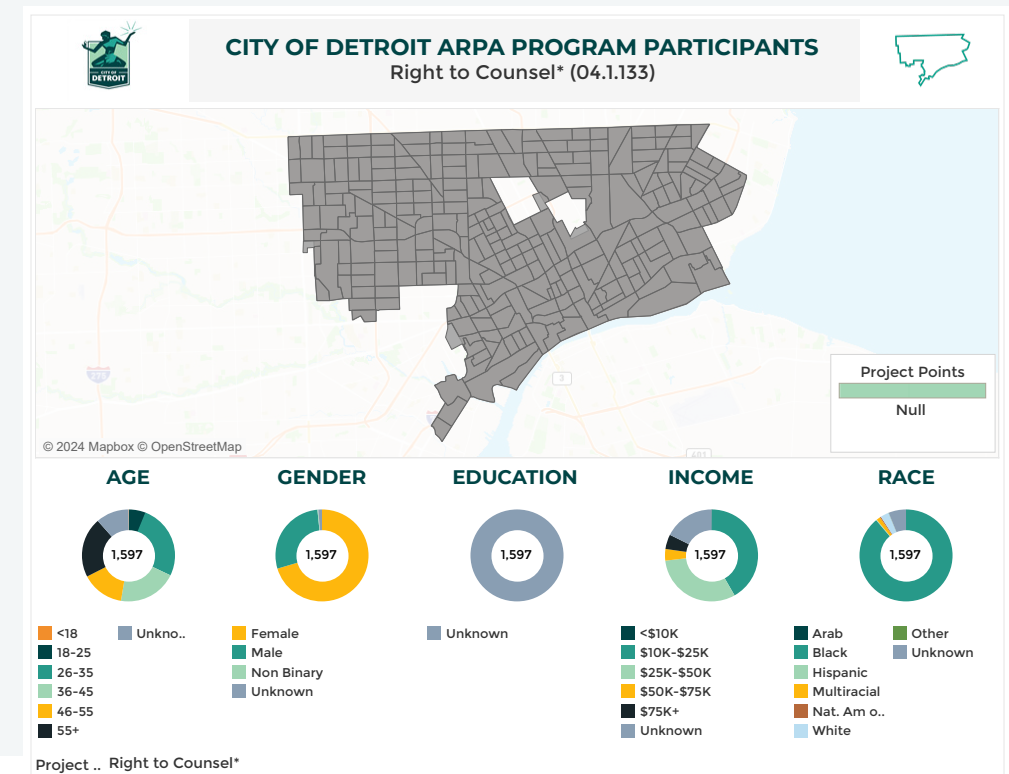 CITY OF
DETROIT
CITY OF DETROIT ARPA PROGRAM PARTICIPANTS
Right to Counsel* (04.1.133)
275
3
401
Project Points
Null
© 2024 Mapbox © OpenStreetMap
AGE
GENDER
EDUCATION
INCOME
RACE
1,597
1,597
1,597
1,597
1,597
<18
18-25
26-35
36-45
46-55
55+
Unkno..
Female
Male
Non Binary
Unknown
Unknown
<$10K
$10K-$25K
$25K-$50K
$50K-$75K
$75K+
Unknown
Arab
Black
Hispanic
Multiracial
Nat. Am o..
White
Other
Unknown
Project .. Right to Counsel*